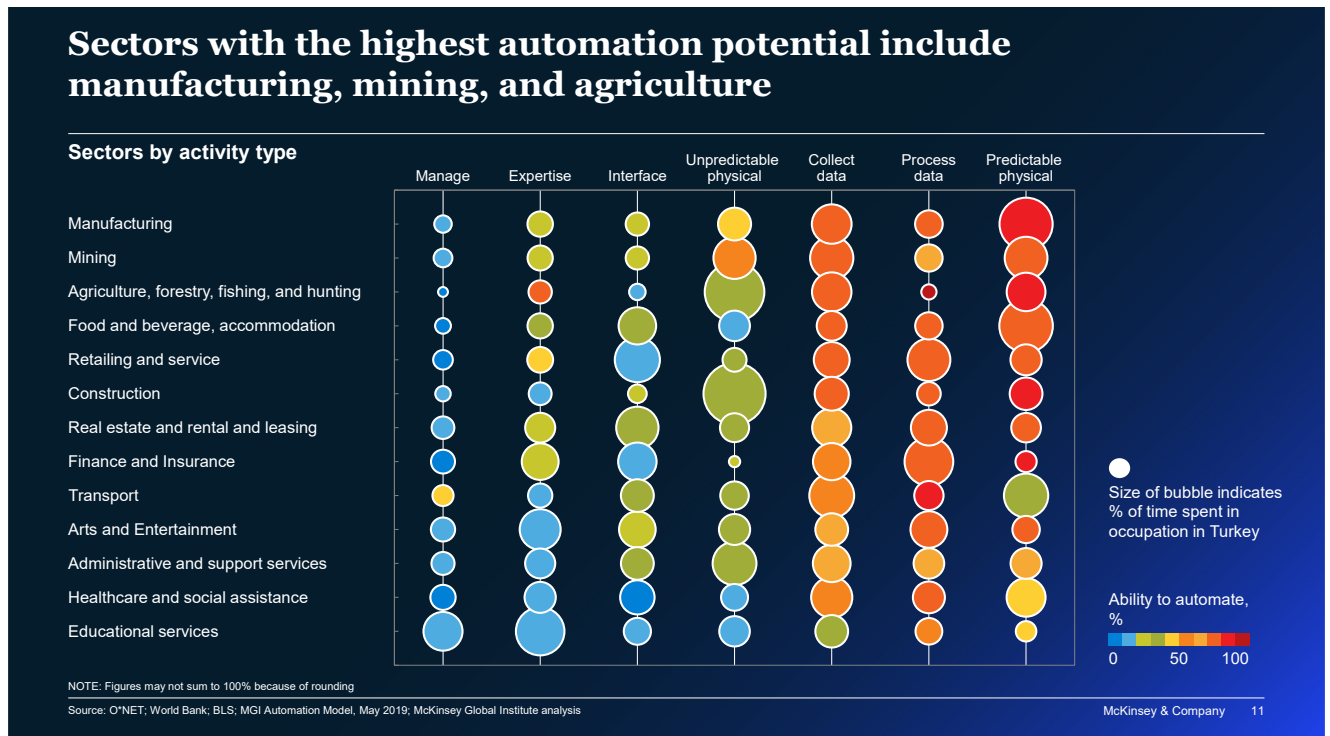 Sectors with the highest automation potential include
manufacturing, mining, and agriculture
Sectors by activity type
Manage
Expertise
Interface
Unpredictable
physical
Collect
data
Process
data
Predictable
physical
Manufacturing
Mining
Agriculture, forestry, fishing, and hunting
Food and beverage, accommodation
Retailing and service
Construction
Real estate and rental and leasing
Finance and Insurance
Transport
Arts and Entertainment
Administrative and support services
Healthcare and social assistance
Educational services
Size of bubble indicates
% of time spent in
occupation in Turkey
Ability to automate,
%
0 50 100
NOTE: Figures may not sum to 100% because of rounding
Source: O*NET; World Bank; BLS; MGI Automation Model, May 2019; McKinsey Global Institute analysis
McKinsey & Company 11